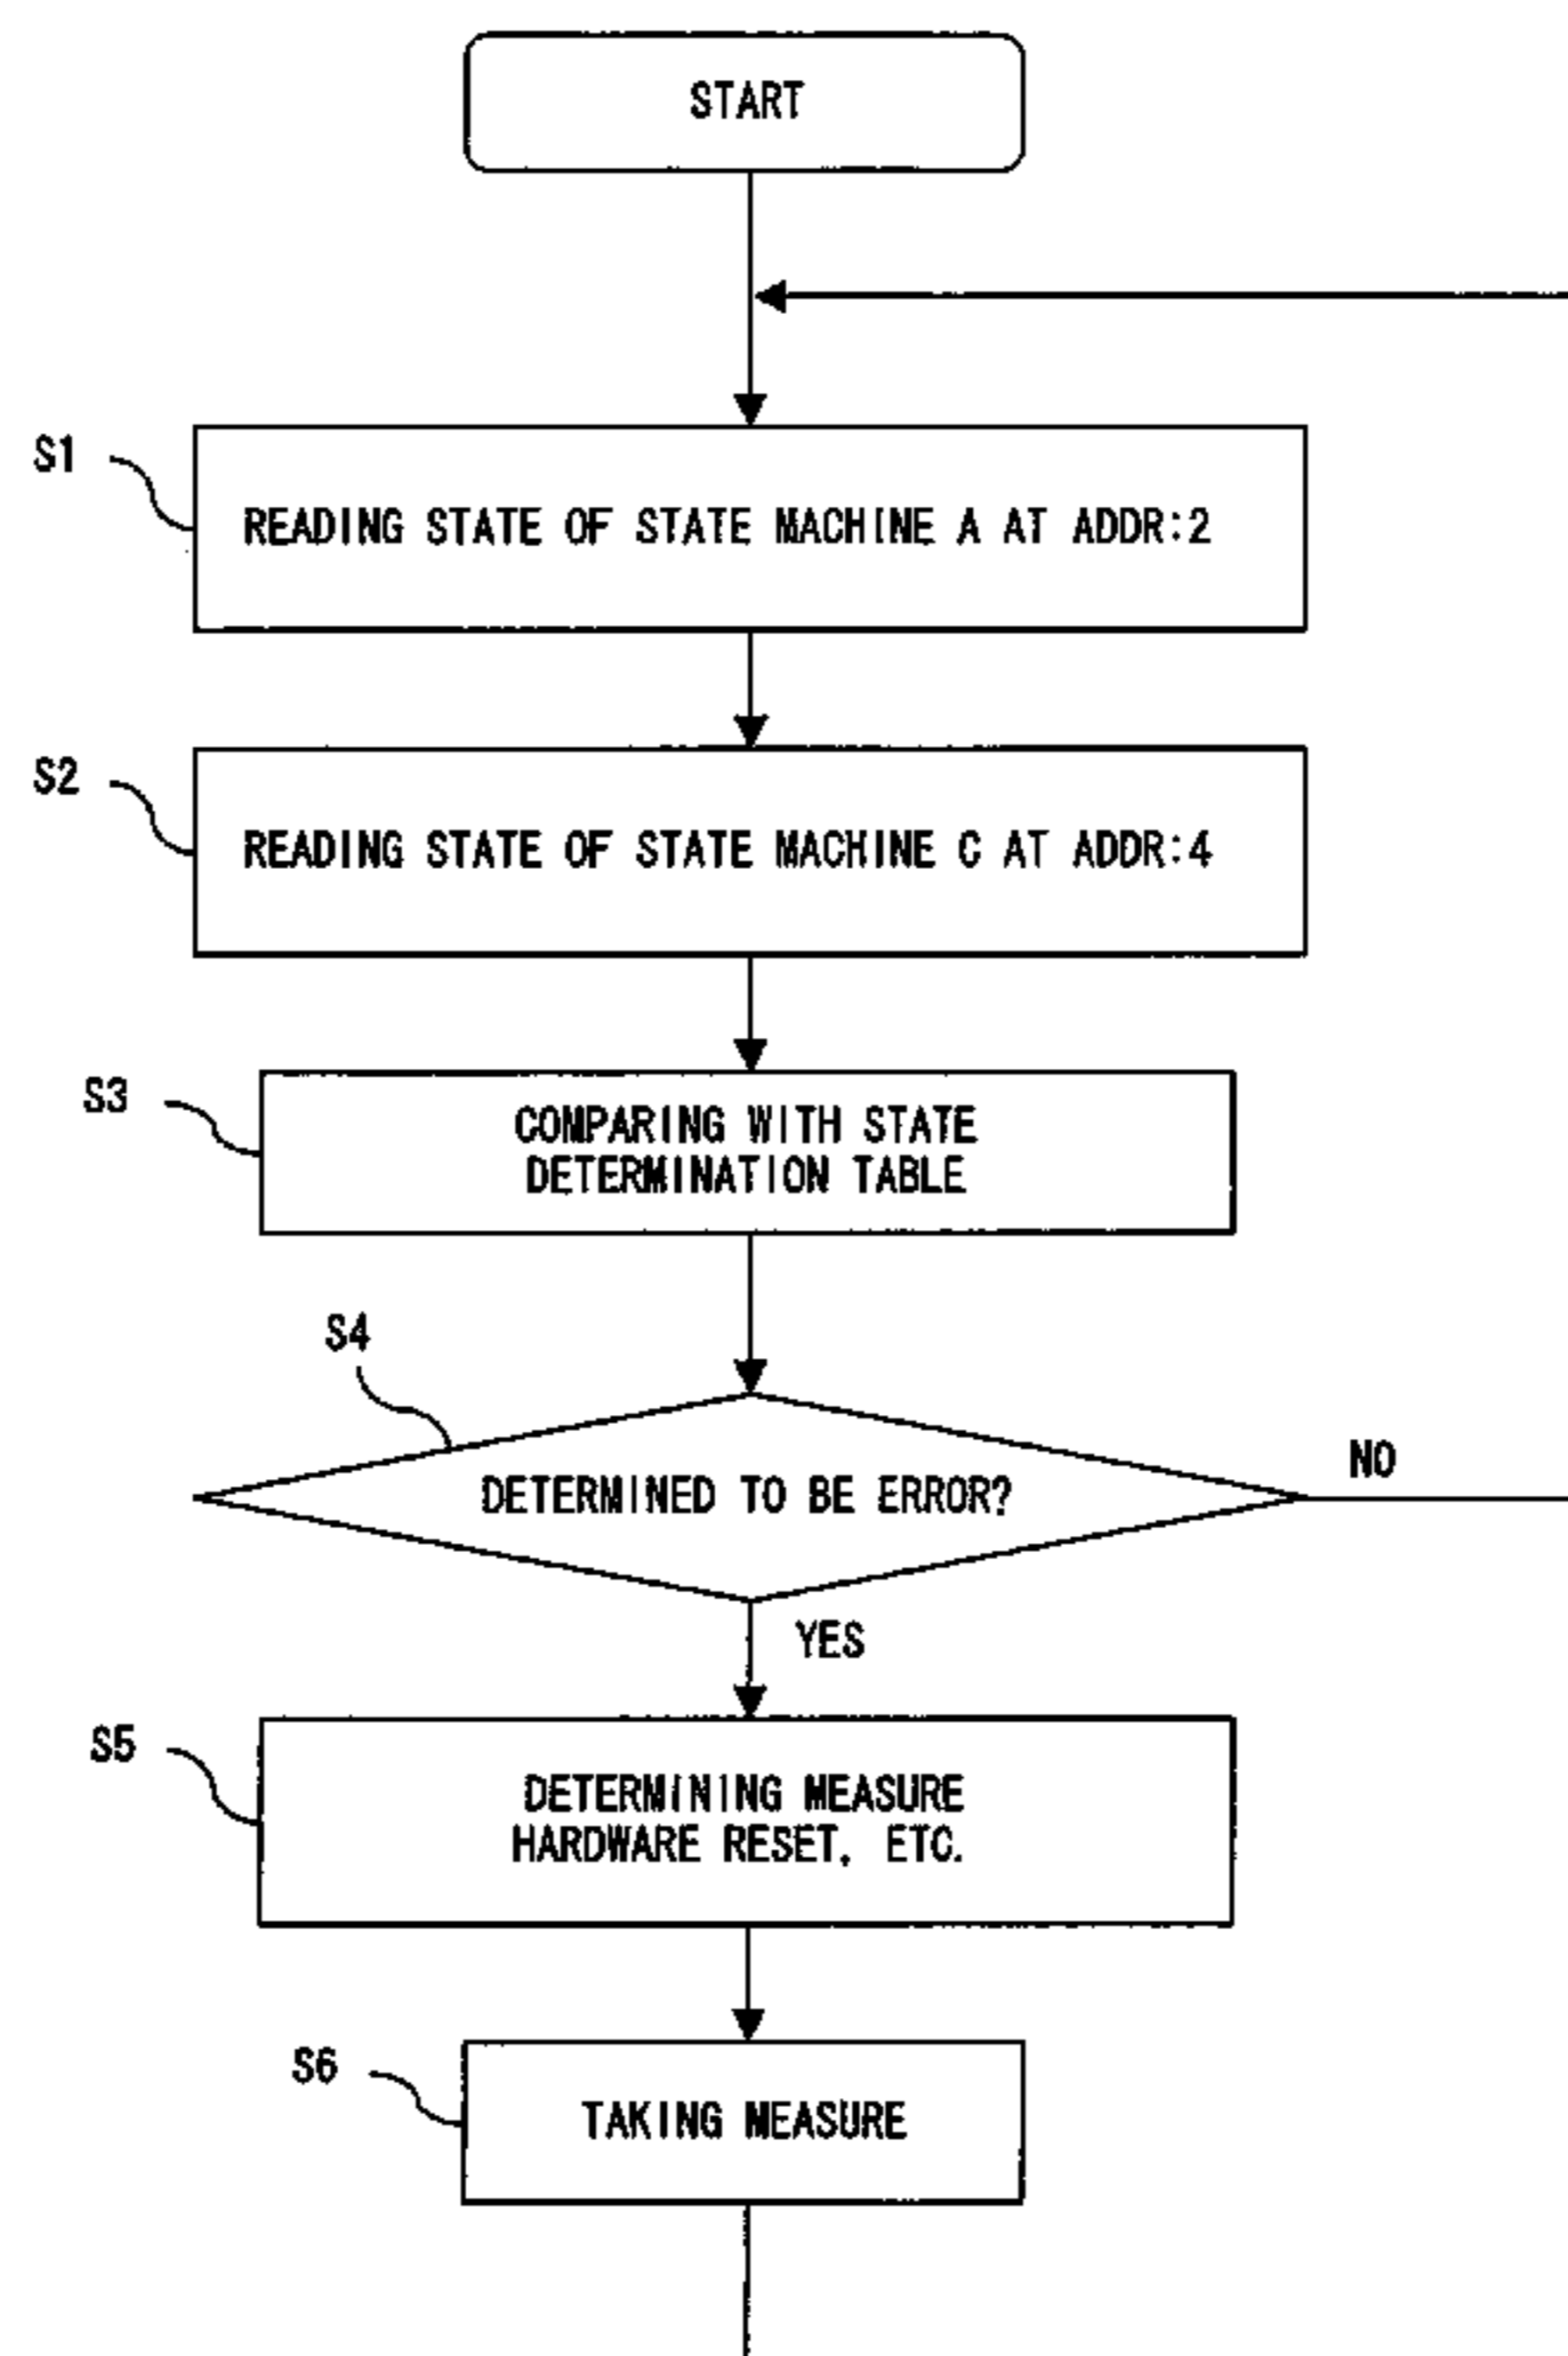 START
S1
READING STATE OF STATE MACHINE A AT ADDR:2
S2
READING STATE OF STATE MACHINE C AT ADDR:4
S3
COMPARING WITH STATE
DETERMINATION TABLE
S4
DETERMINED TO BE ERROR?
NO
YES
S5
DETERMINING MEASURE
HARDWARE RESET, ETC.
S6
TAKING MEASURE